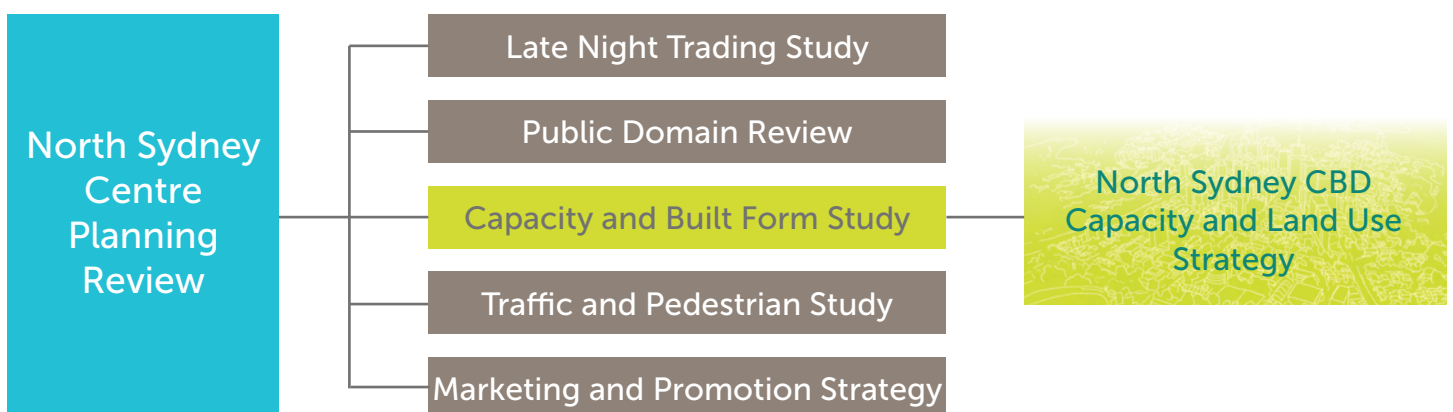 North Sydney
Centre
Planning
Review
Late Night Trading Study
Public Domain Review
Capacity and Built Form Study
Traffic and Pedestrian Study
Marketing and Promotion Strategy
North Sydney CBD
Capacity and Land Use
Strategy